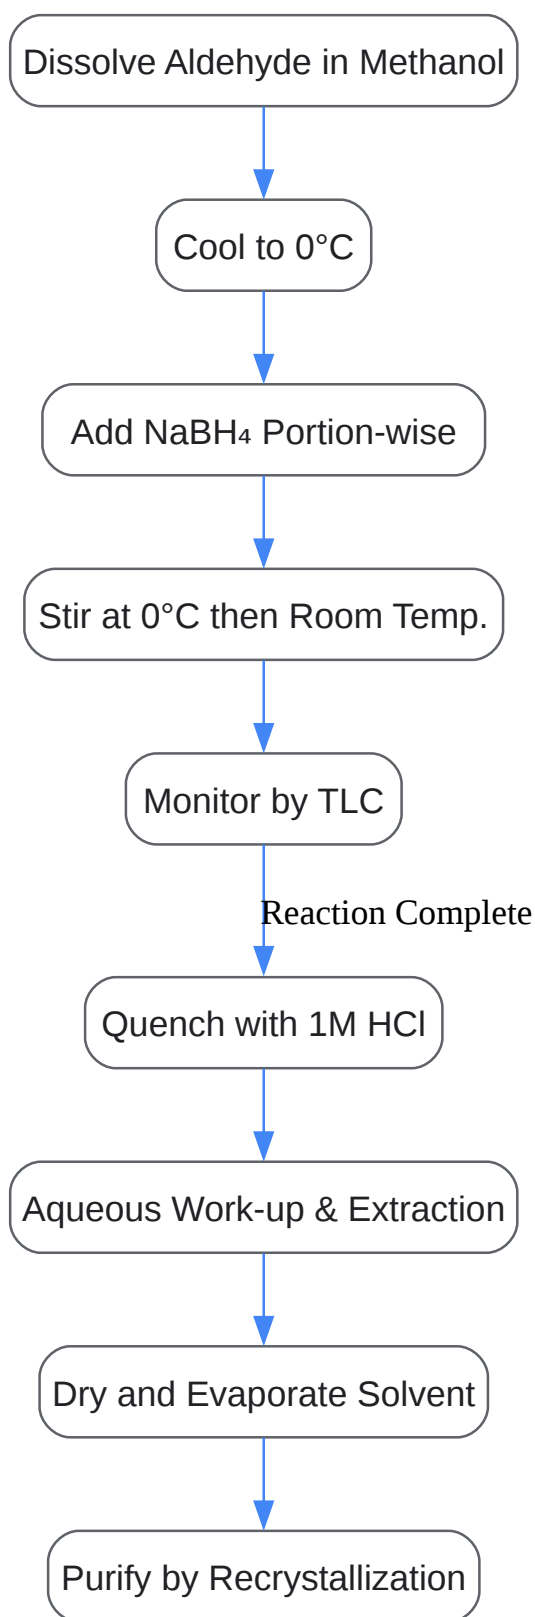 Dissolve Aldehyde in Methanol
Cool to 0°C
Add NaBH₄ Portion-wise
Stir at 0°C then Room Temp.
Monitor by TLC
Reaction Complete
Quench with 1M HCl
Aqueous Work-up & Extraction
Dry and Evaporate Solvent
Purify by Recrystallization